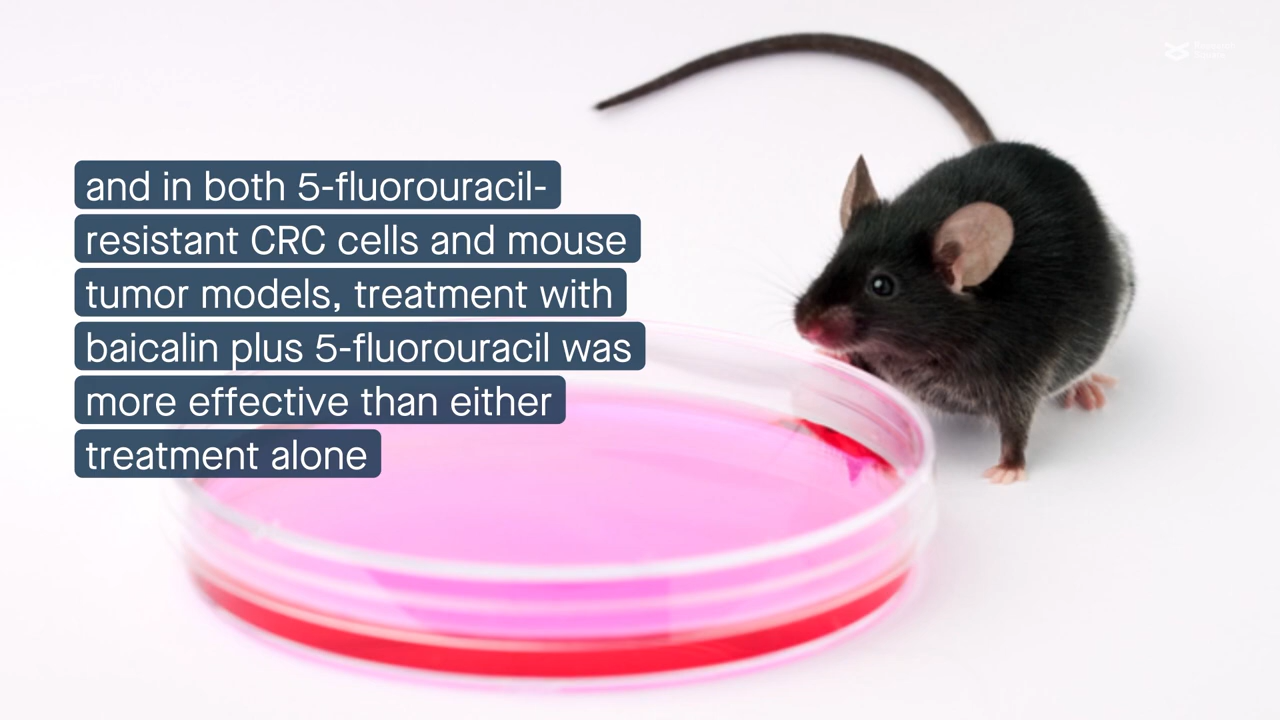 and in both 5-fluorouracil-
resistant CRC cells and mouse
tumor models, treatment with
baicalin plus 5-fluorouracil was
more effective than either
treatment alone